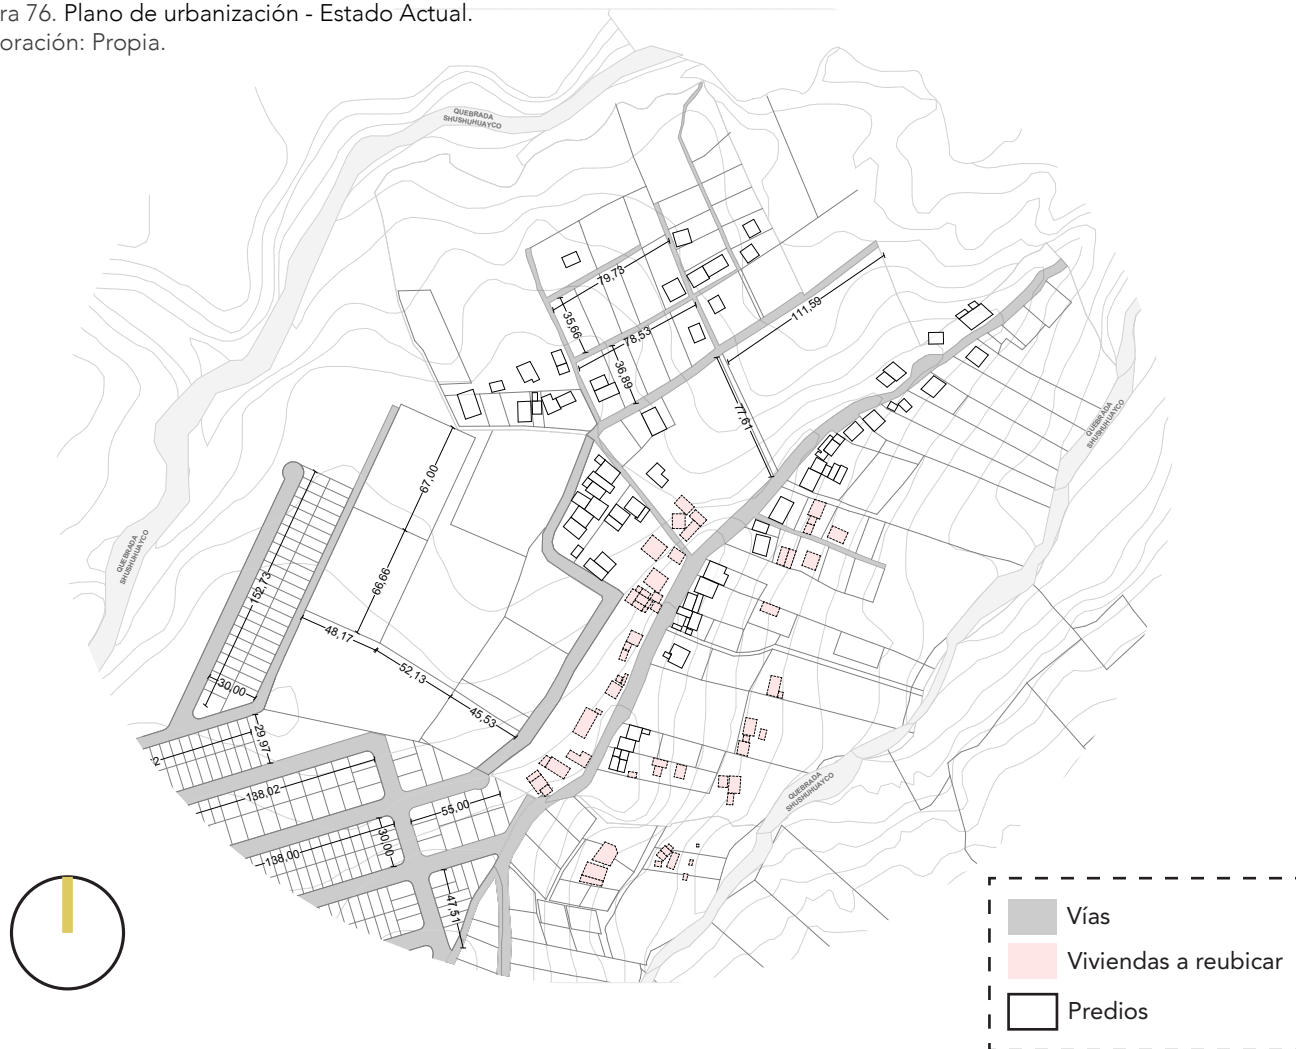 ra 76. Plano de urbanización - Estado Actual.
oración: Propia.
QUEBRADA
SHUSHUHUAYCO
79,73
35,66
78,53
36,89
111,59
77,61
QUEBRADA
SHUSHUHUAYCO
67,00
66,66
QUEBRADA
SHUSHUHUAYCO
152,73
48,17
52,13
45,53
30,00
29,97
2
138,02
55,00
138,00
30,00
47,51
QUEBRADA
SHUSHUHUAYCO
Vías
Viviendas a reubicar
Predios